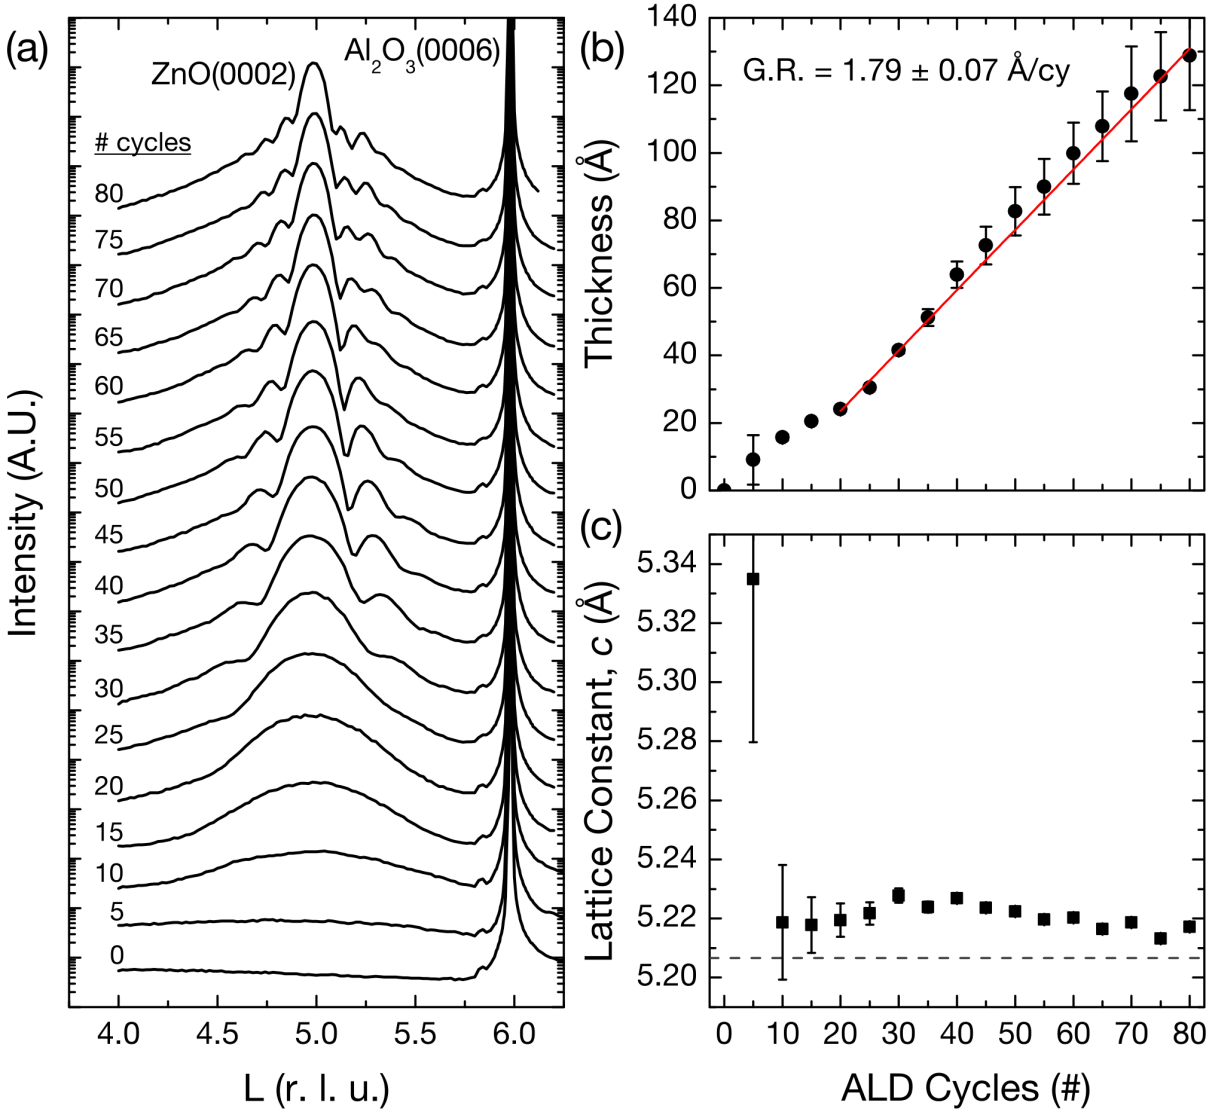 (a)
Al₂O₃(0006)
ZnO(0002)
# cycles
80
75
70
65
60
55
50
45
40
35
30
25
20
15
10
5
0
Intensity (A.U.)
4.0 4.5 5.0 5.5 6.0
L (r. l. u.)
(b)
G.R. = 1.79 ± 0.07 Å/cy
140
120
100
80
60
40
20
0
Thickness (Å)
(c)
5.34
5.32
5.30
5.28
5.26
5.24
5.22
5.20
Lattice Constant, c (Å)
0 10 20 30 40 50 60 70 80
ALD Cycles (#)